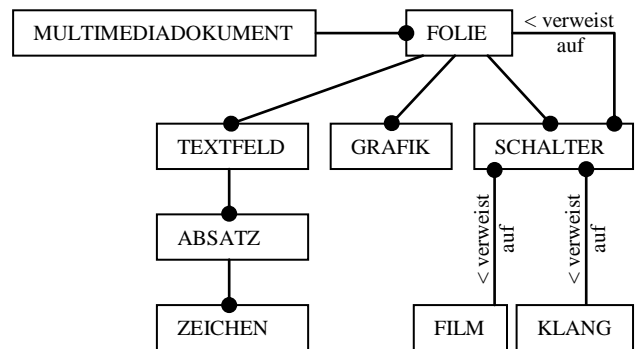 < verweist
auf
MULTIMEDIADOKUMENT
FOLIE
TEXTFELD
GRAFIK
SCHALTER
ABSATZ
< verweist
auf
< verweist
auf
ZEICHEN
FILM
KLANG